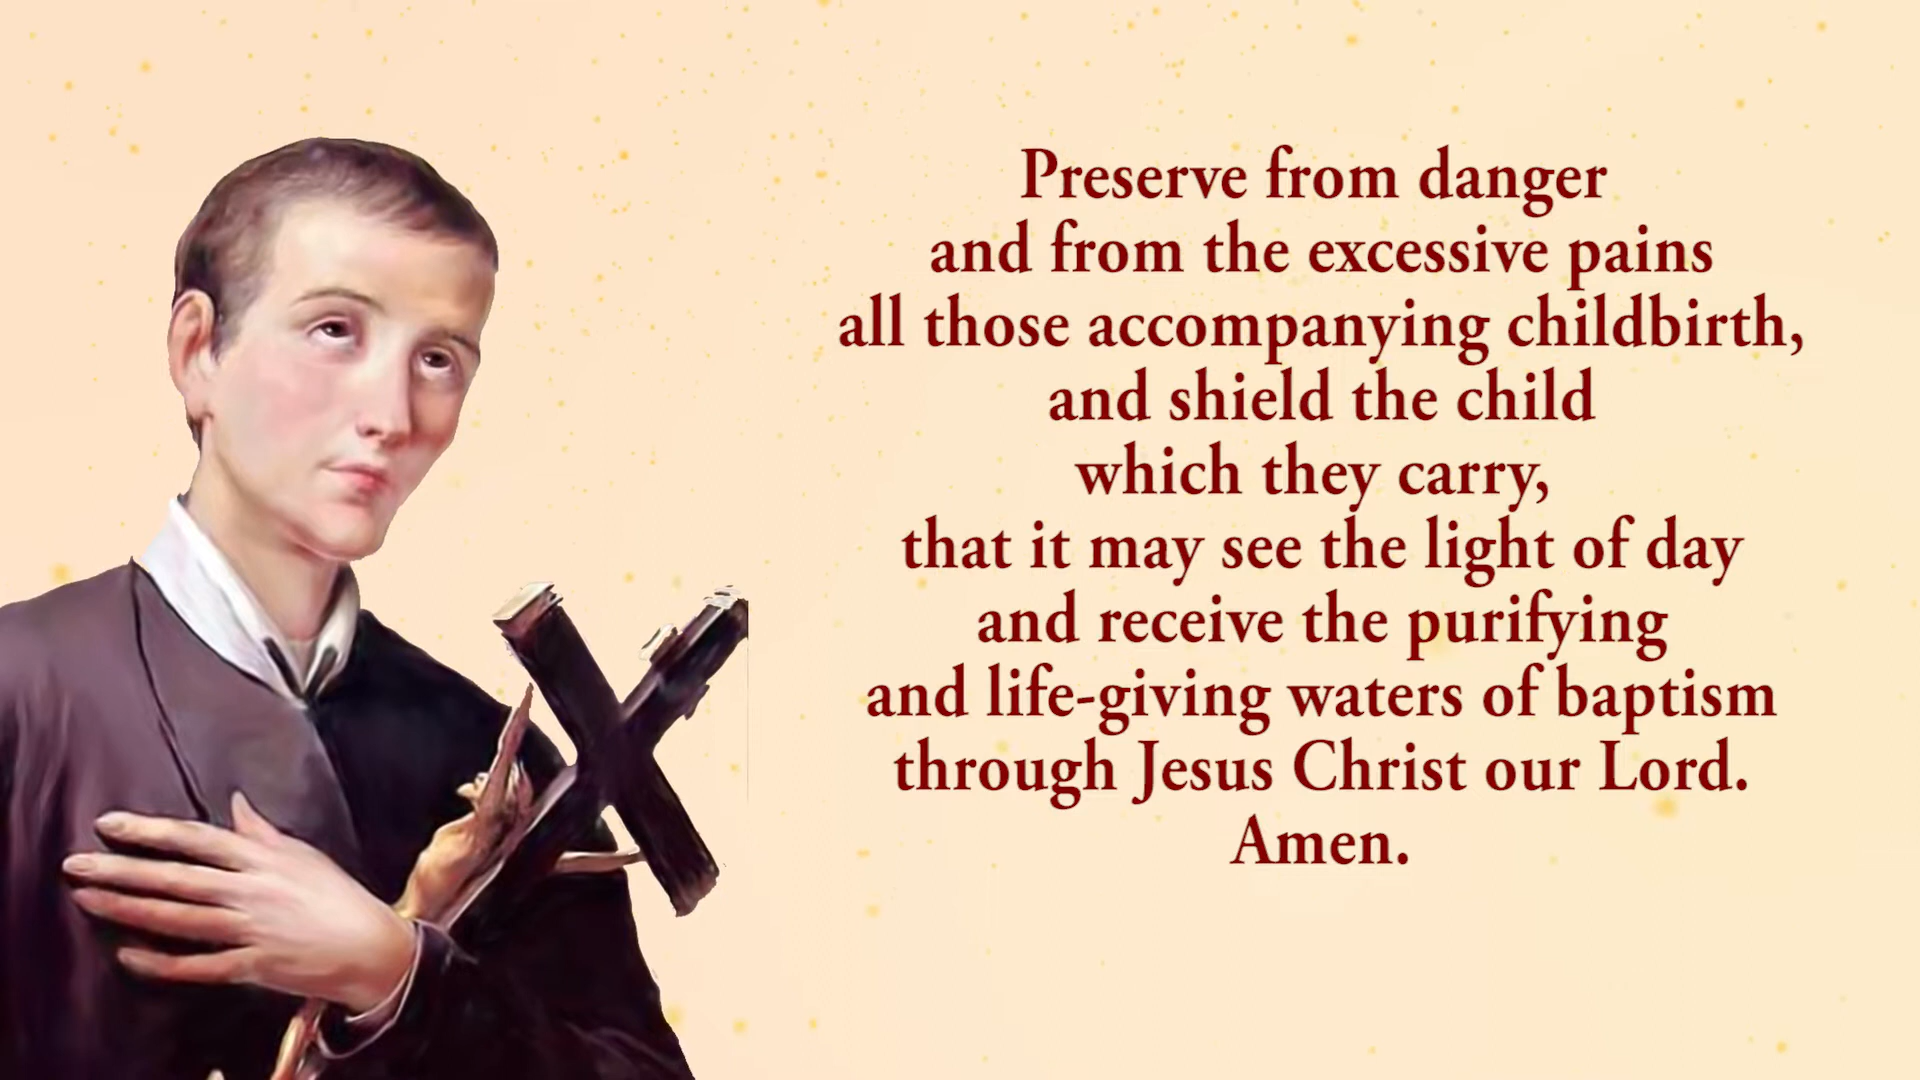 Preserve from danger
and from the excessive pains
all those accompanying childbirth,
and shield the child
which they carry,
that it may see the light of day
and receive the purifying
and life-giving waters of baptism
through Jesus Christ our Lord.
Amen.